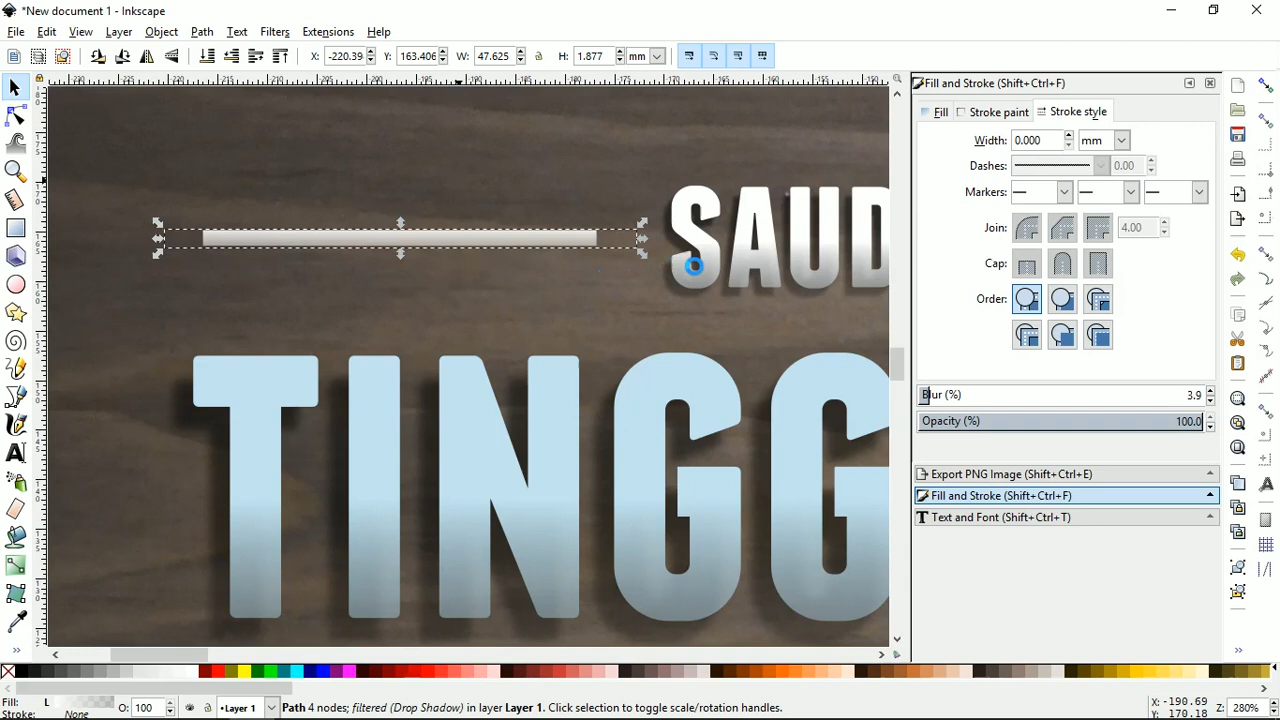 *New document 1 - Inkscape
File Edit View Layer Object Path Text Filters Extensions Help
X: -220.39 Y: 163.406 W: 47.625 H: 1.877 mm
Fill and Stroke (Shift+Ctrl+F)
Fill Stroke paint Stroke style
Width: 0.000 mm
Dashes: 0.00
Markers:
Join: 4.00
Cap:
Order:
Blur (%) 3.9
Opacity (%) 100.0
Export PNG Image (Shift+Ctrl+E)
Fill and Stroke (Shift+Ctrl+F)
Text and Font (Shift+Ctrl+T)
SAUD
TINGG
Fill: L
Stroke: None
O: 100
Layer 1
Path 4 nodes; filtered (Drop Shadow) in layer Layer 1. Click selection to toggle scale/rotation handles.
X: -190.69
Y: 170.18
Z: 280%